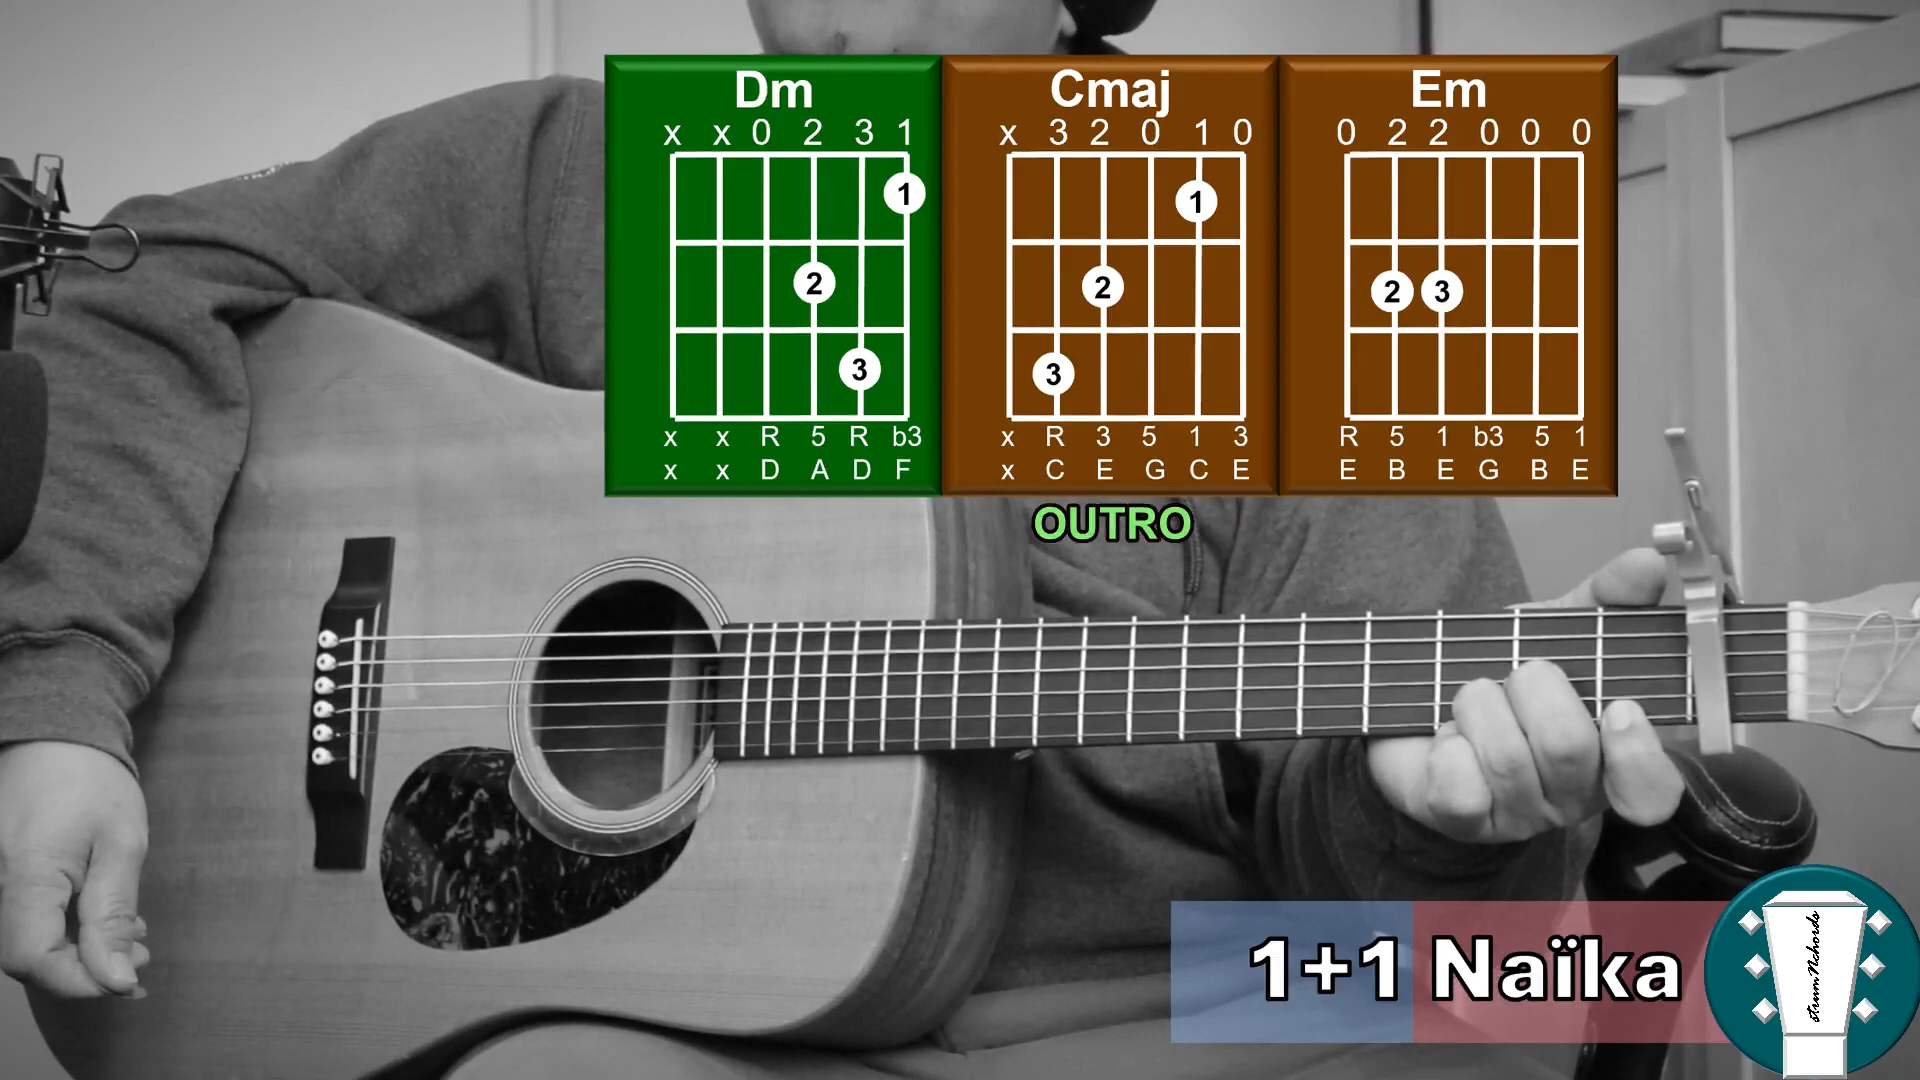 Dm
x x 0 2 3 1
1
2
3
x x R 5 R b3
x x D A D F
Cmaj
x 3 2 0 1 0
1
2
3
x R 3 5 1 3
x C E G C E
Em
0 2 2 0 0 0
2 3
R 5 1 b3 5 1
E B E G B E
OUTRO
1+1 Naïka
strumNchords